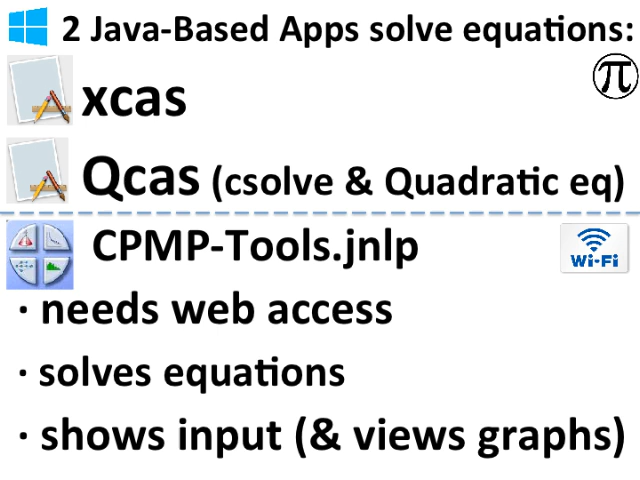 2 Java-Based Apps solve equations:
π
xcas
Qcas (csolve & Quadratic eq)
CPMP-Tools.jnlp
Wi-Fi
· needs web access
· solves equations
· shows input (& views graphs)